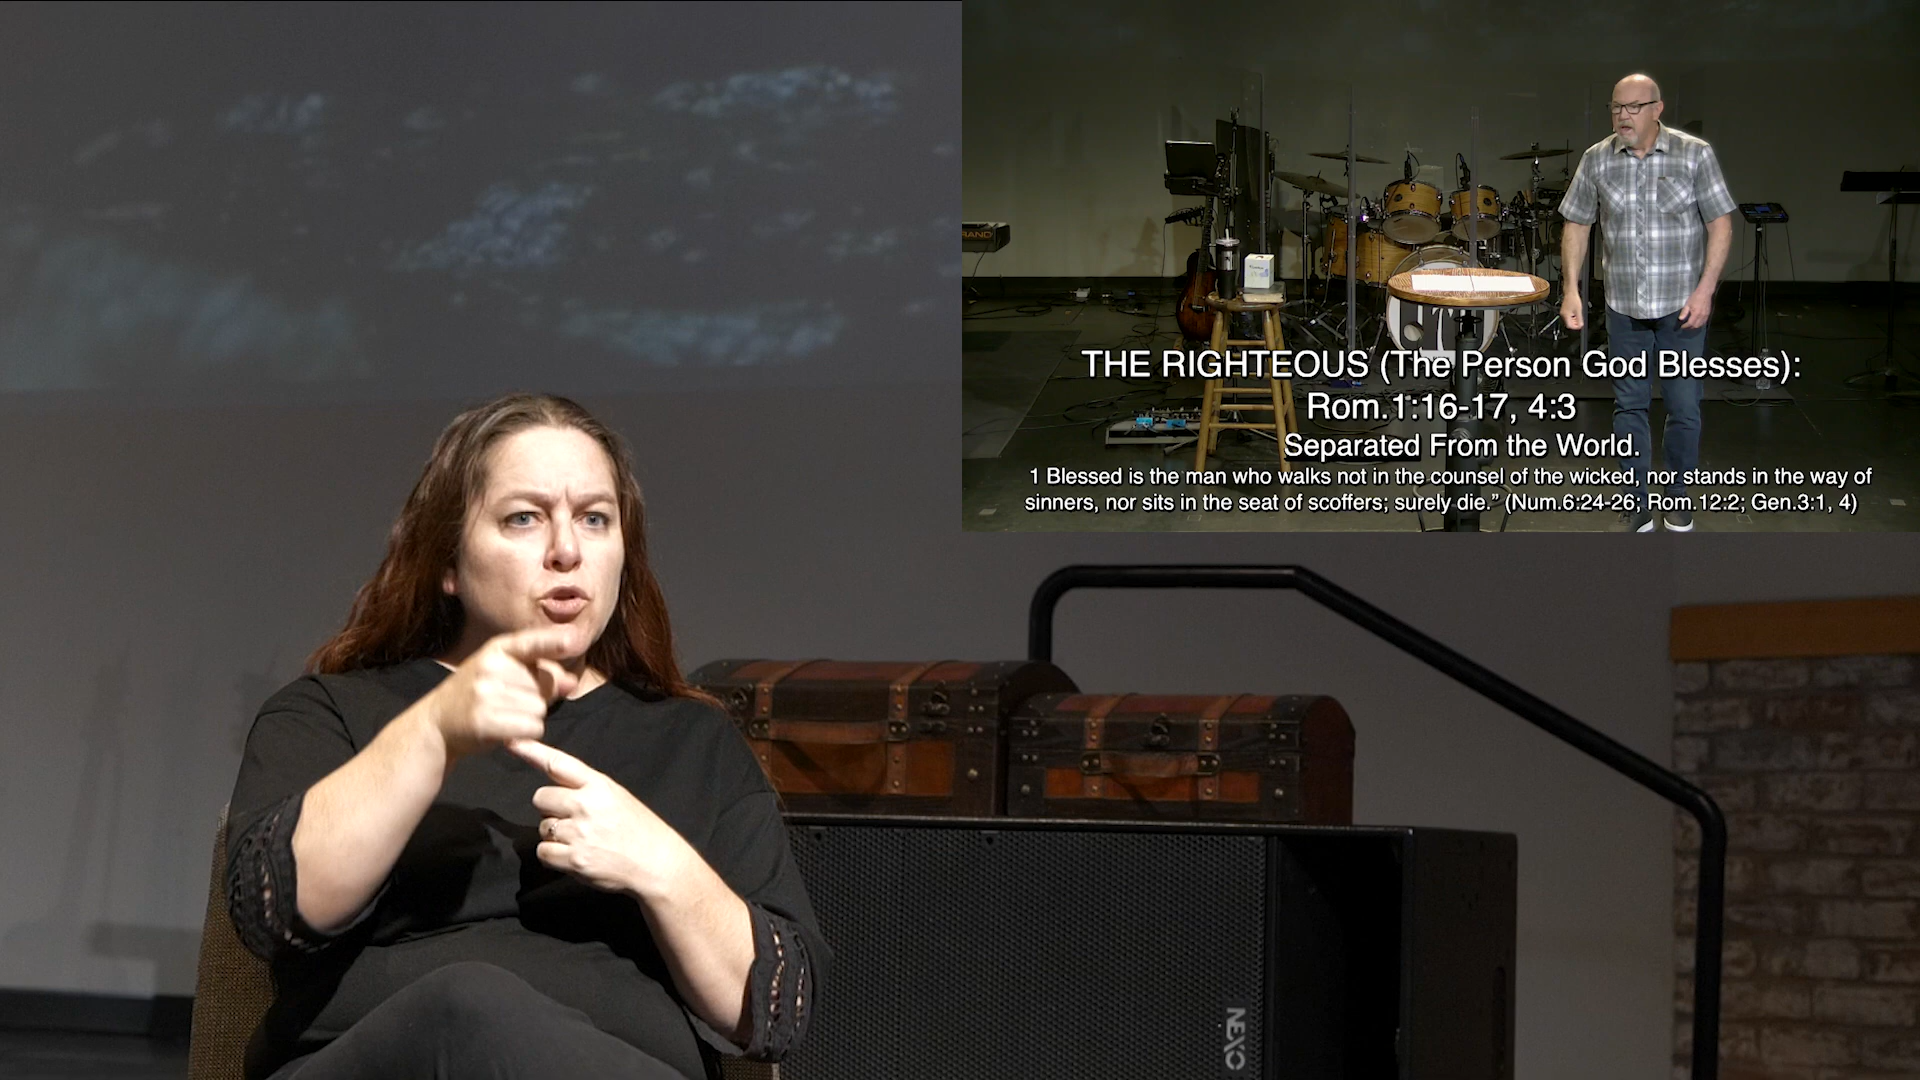 RAND
THE RIGHTEOUS (The Person God Blesses):
Rom.1:16-17, 4:3
Separated From the World.
1 Blessed is the man who walks not in the counsel of the wicked, nor stands in the way of
sinners, nor sits in the seat of scoffers; surely die.” (Num.6:24-26; Rom.12:2; Gen.3:1, 4)
NEXO